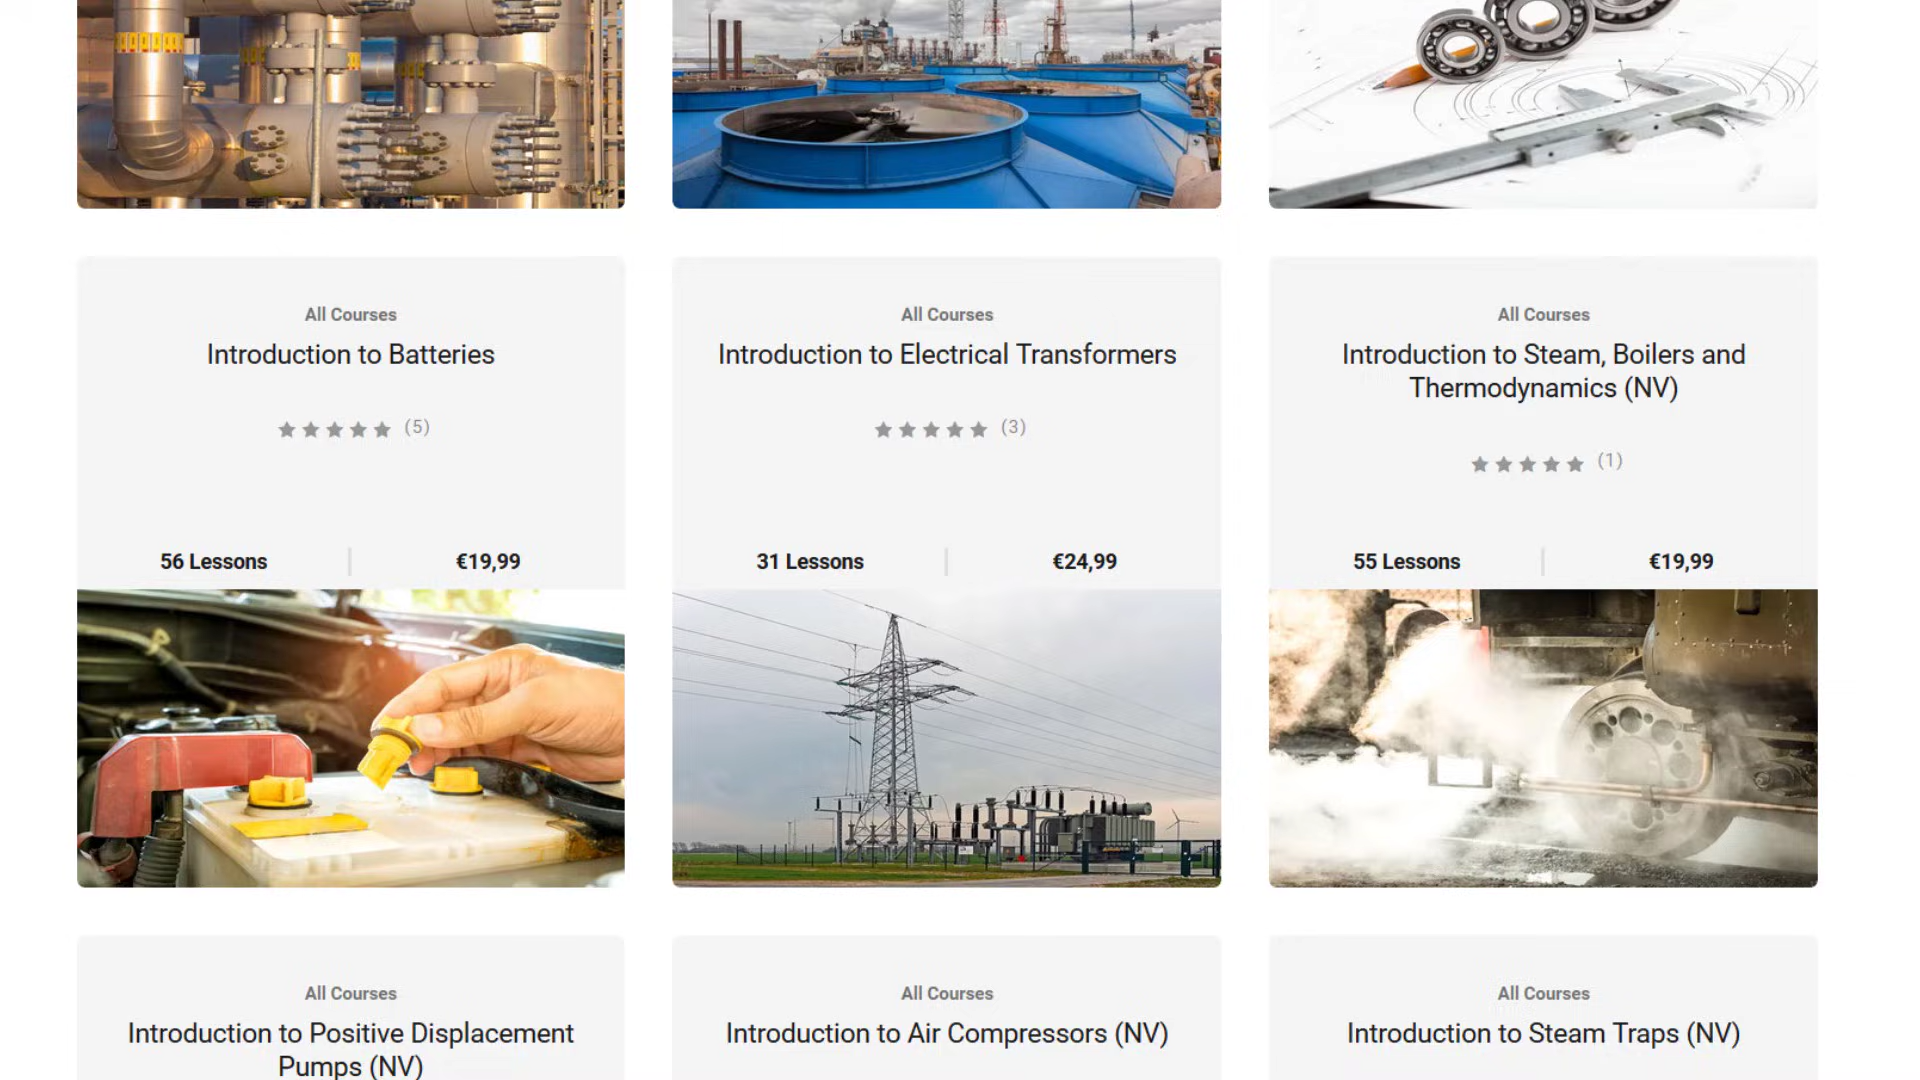 All Courses
Introduction to Batteries
(5)
56 Lessons
€19,99
All Courses
Introduction to Electrical Transformers
(3)
31 Lessons
€24,99
All Courses
Introduction to Steam, Boilers and
Thermodynamics (NV)
(1)
55 Lessons
€19,99
All Courses
Introduction to Positive Displacement
Pumps (NV)
All Courses
Introduction to Air Compressors (NV)
All Courses
Introduction to Steam Traps (NV)